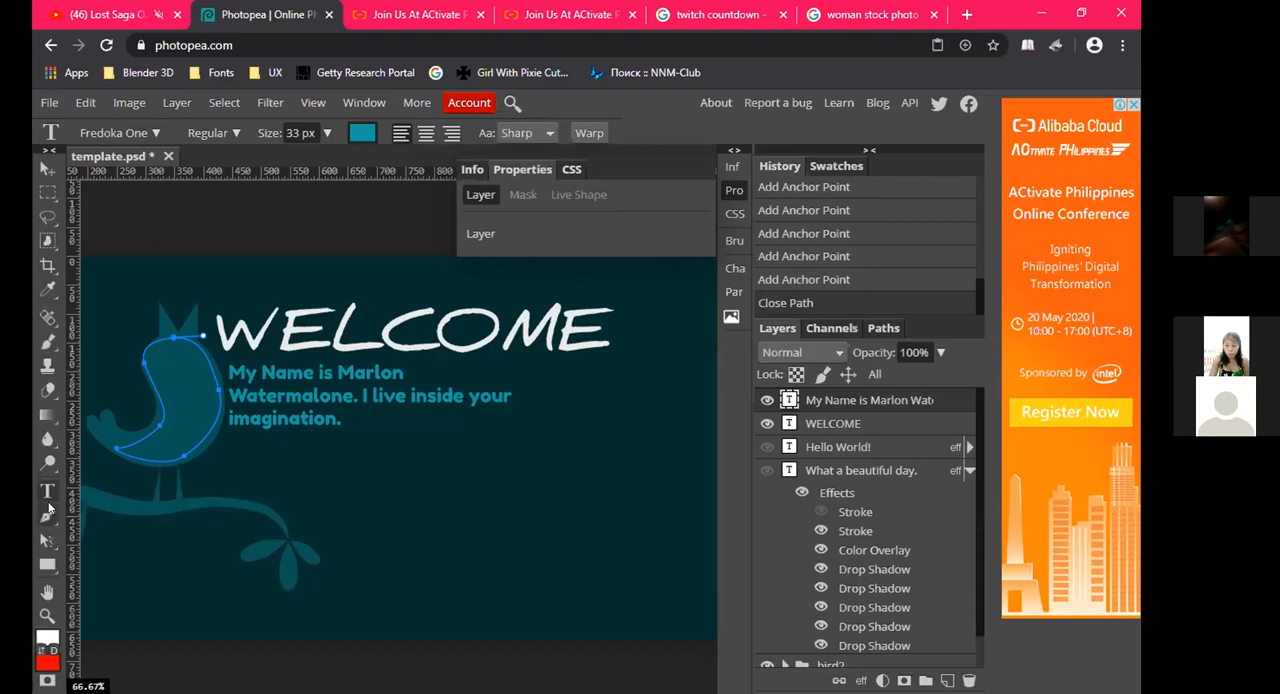 (46) Lost Saga O
Photopea | Online Ph
Join Us At ACtivate P
Join Us At ACtivate P
twitch countdown -
woman stock photo
photopea.com
Apps
Blender 3D
Fonts
UX
Getty Research Portal
Girl With Pixie Cut...
Поиск :: NNM-Club
File Edit Image Layer Select Filter View Window More Account
About Report a bug Learn Blog API
T Fredoka One Regular Size: 33 px Aa: Sharp Warp
template.psd *
Info Properties CSS
Layer Mask Live Shape
Layer
Inf
Pro
CSS
Bru
Cha
Par
History Swatches
Add Anchor Point
Add Anchor Point
Add Anchor Point
Add Anchor Point
Add Anchor Point
Close Path
Layers Channels Paths
Normal Opacity: 100%
Lock: All
T My Name is Marlon Wat
T WELCOME
T Hello World! eff
T What a beautiful day. eff
Effects
Stroke
Stroke
Color Overlay
Drop Shadow
Drop Shadow
Drop Shadow
Drop Shadow
Drop Shadow
bird2
eff
WELCOME
My Name is Marlon
Watermalone. I live inside your
imagination.
T
D
66.67%
Alibaba Cloud
ACtivate PHilippines
ACtivate Philippines
Online Conference
Igniting
Philippines' Digital
Transformation
20 May 2020 |
10:00 - 17:00 (UTC+8)
Sponsored by intel
Register Now